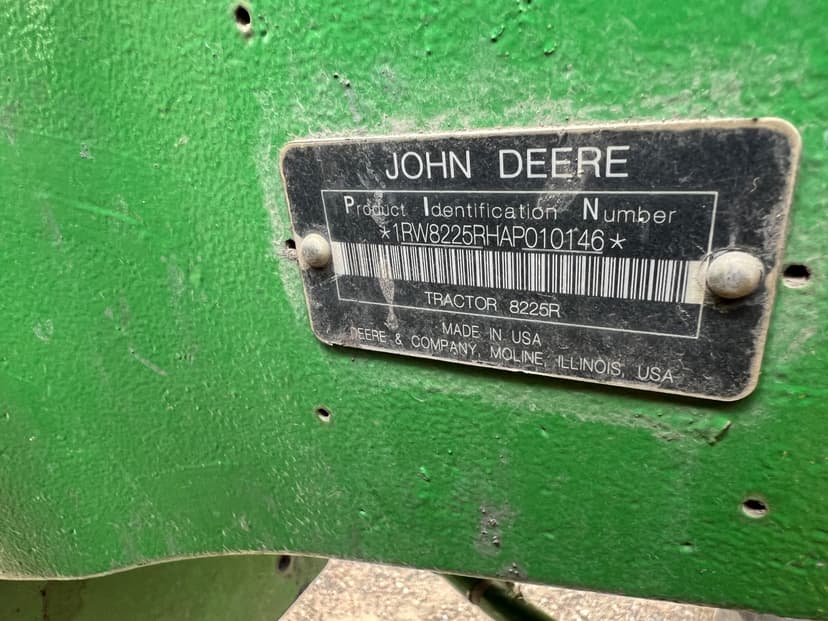 JOHN DEERE
Product Identification Number
*1RW8225RHAP010146*
TRACTOR 8225R
MADE IN USA
DEERE & COMPANY, MOLINE, ILLINOIS, USA